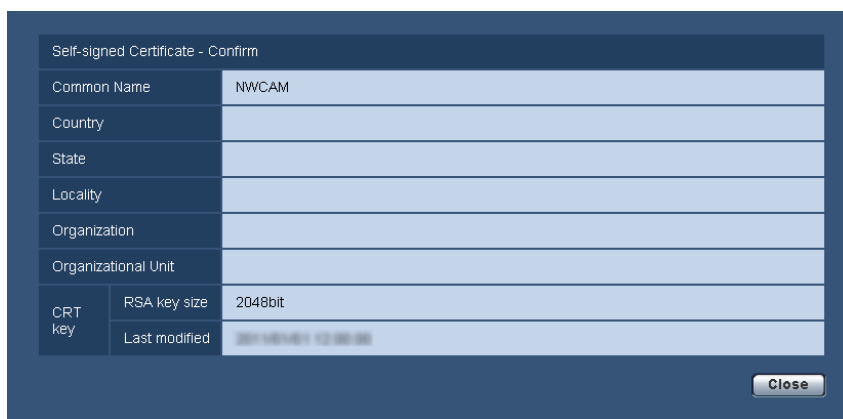 Self-signed Certificate - Confirm
Common Name NWCAM
Country
State
Locality
Organization
Organizational Unit
CRT key
RSA key size 2048bit
Last modified
Close